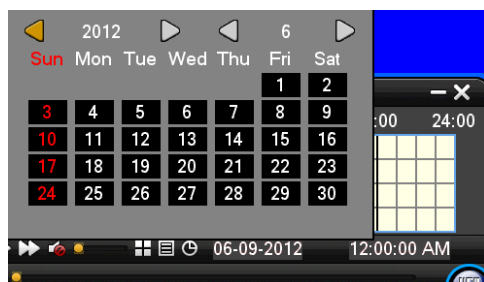 2012 6
Sun Mon Tue Wed Thu Fri Sat
1 2
3 4 5 6 7 8 9
10 11 12 13 14 15 16
17 18 19 20 21 22 23
24 25 26 27 28 29 30
:00 24:00
06-09-2012 12:00:00 AM